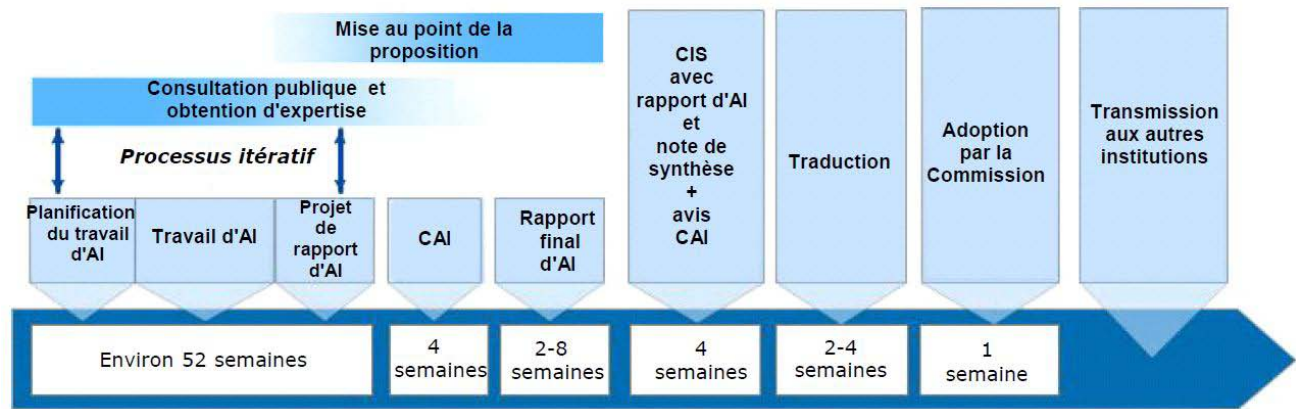 Mise au point de la
proposition
Consultation publique et
obtention d'expertise
Processus itératif
Planification
du travail
d'AI
Travail d'AI
Projet
de
rapport
d'AI
CAI
Rapport
final
d'AI
CIS
avec
rapport d'AI
et
note de
synthèse
+
avis
CAI
Traduction
Adoption
par la
Commission
Transmission
aux autres
institutions
Environ 52 semaines
4
semaines
2-8
semaines
4
semaines
2-4
semaines
1
semaine